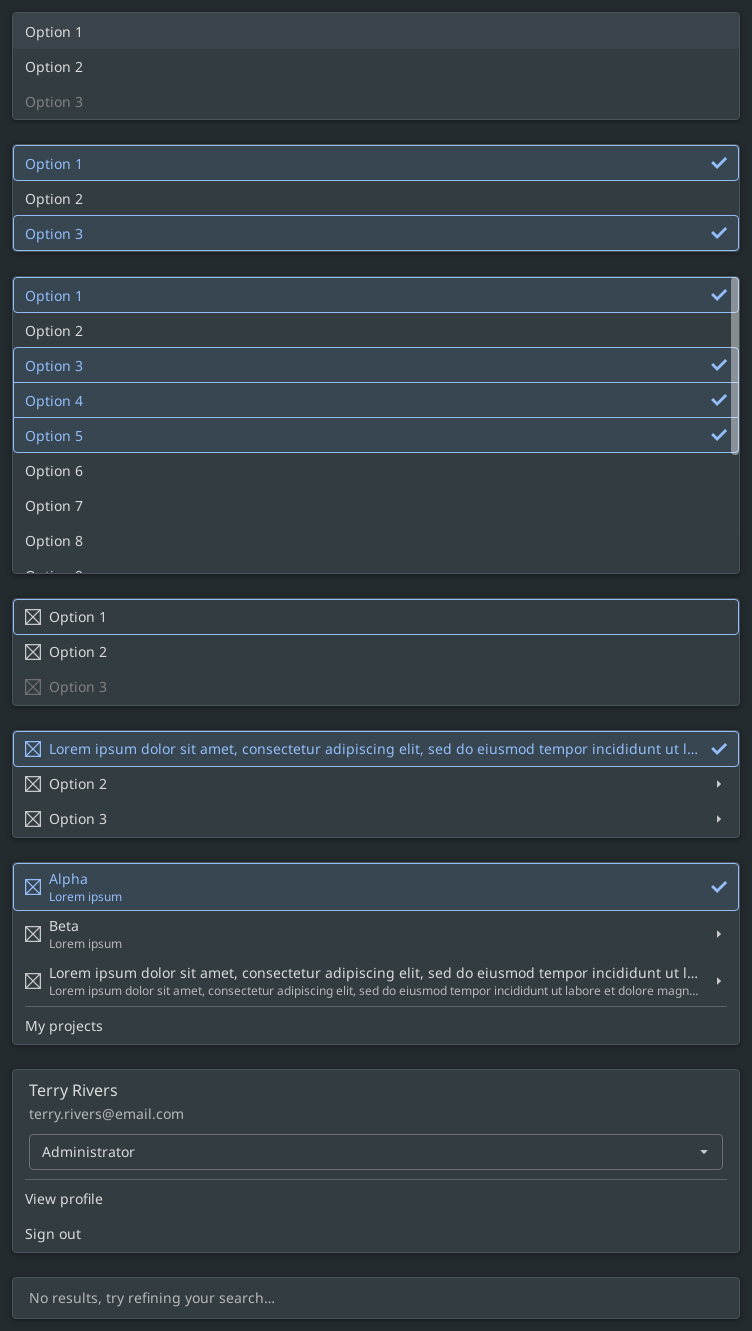 Option 1
Option 2
Option 3
Option 1
Option 2
Option 3
Option 1
Option 2
Option 3
Option 4
Option 5
Option 6
Option 7
Option 8
Option 1
Option 2
Option 3
Lorem ipsum dolor sit amet, consectetur adipiscing elit, sed do eiusmod tempor incididunt ut l...
Option 2
Option 3
Alpha
Lorem ipsum
Beta
Lorem ipsum
Lorem ipsum dolor sit amet, consectetur adipiscing elit, sed do eiusmod tempor incididunt ut l...
Lorem ipsum dolor sit amet, consectetur adipiscing elit, sed do eiusmod tempor incididunt ut labore et dolore magn...
My projects
Terry Rivers
terry.rivers@email.com
Administrator
View profile
Sign out
No results, try refining your search...